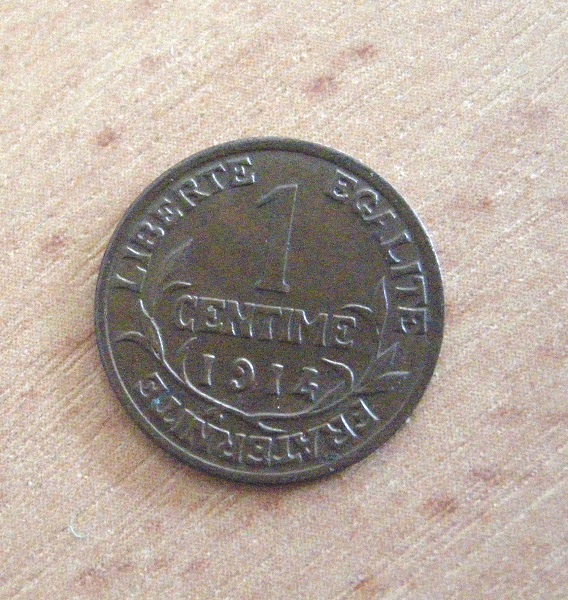 LIBERTE EGALITE FRATERNITE
1
CENTIME
1914